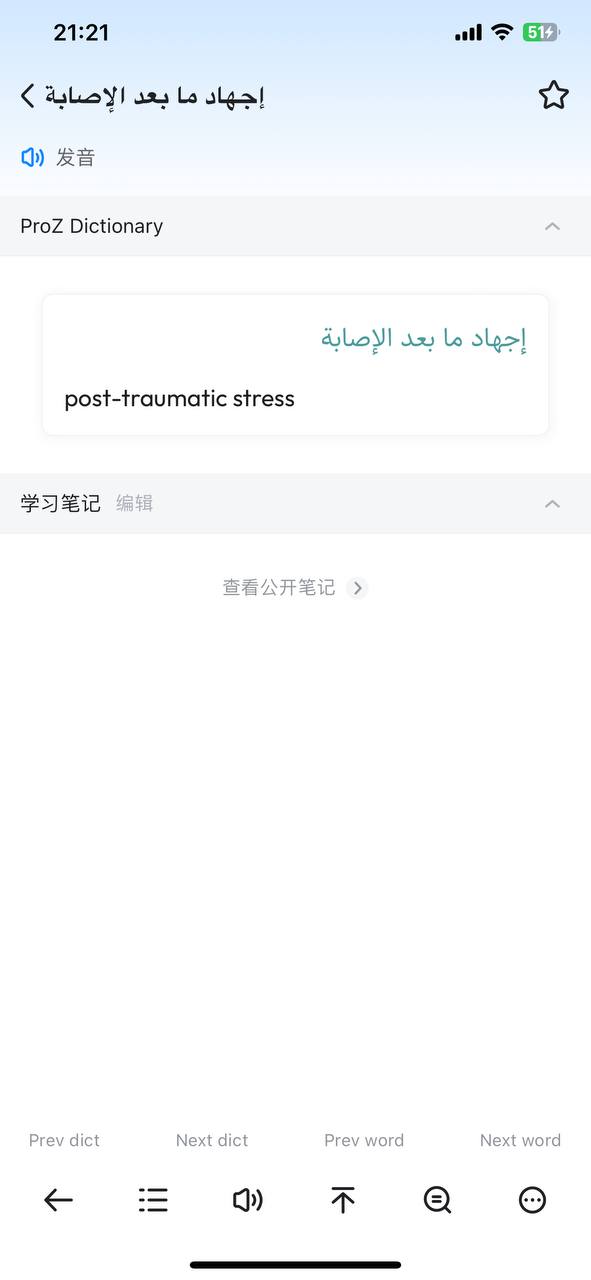 21:21
51
إجهاد ما بعد الإصابة
发音
ProZ Dictionary
إجهاد ما بعد الإصابة
post-traumatic stress
学习笔记 编辑
查看公开笔记
Prev dict Next dict Prev word Next word